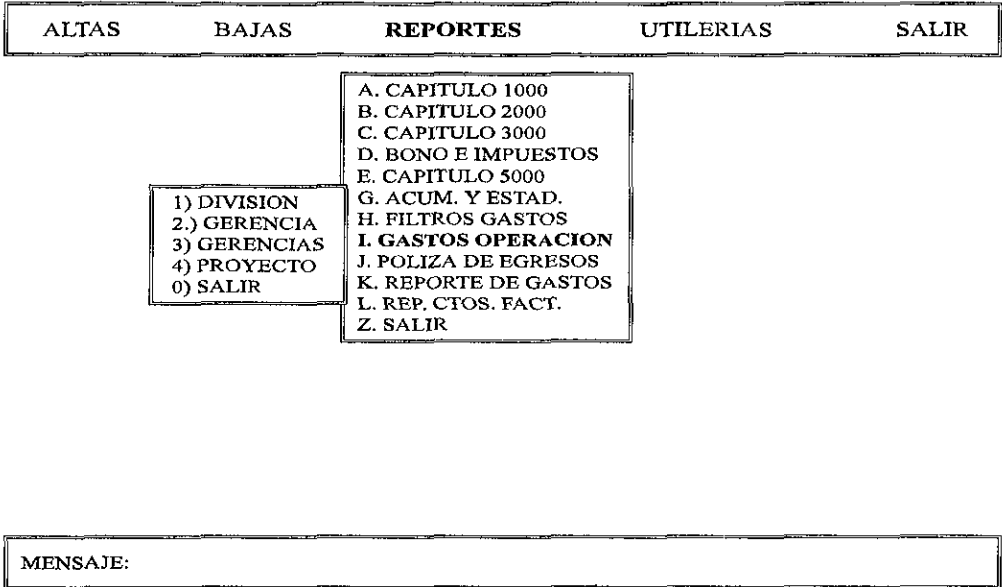 ALTAS BAJAS REPORTES UTILERIAS SALIR
A. CAPITULO 1000
B. CAPITULO 2000
C. CAPITULO 3000
D. BONO E IMPUESTOS
E. CAPITULO 5000
G. ACUM. Y ESTAD.
H. FILTROS GASTOS
I. GASTOS OPERACION
J. POLIZA DE EGRESOS
K. REPORTE DE GASTOS
L. REP. CTOS. FACT.
Z. SALIR
1) DIVISION
2.) GERENCIA
3) GERENCIAS
4) PROYECTO
0) SALIR
MENSAJE: